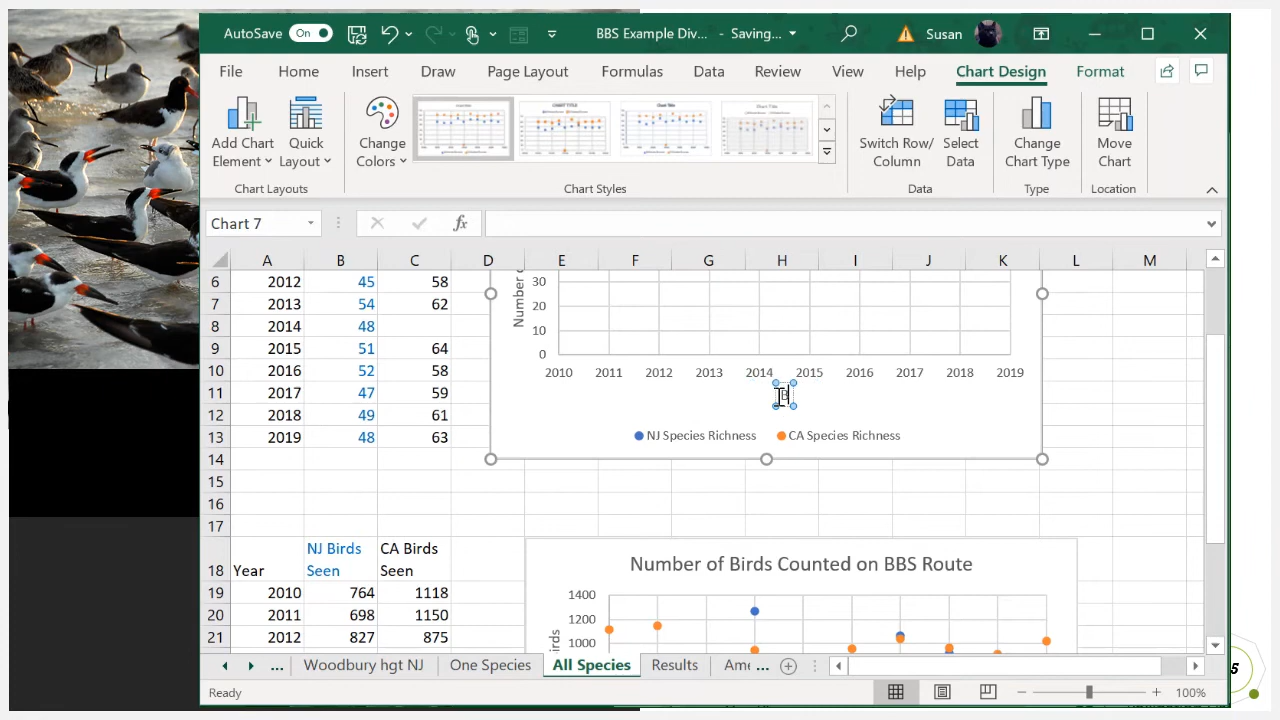 AutoSave On BBS Example Div... - Saving... Susan
File Home Insert Draw Page Layout Formulas Data Review View Help Chart Design Format
Add Chart Element Quick Layout Change Colors Switch Row/ Column Select Data Change Chart Type Move Chart
Chart Layouts Chart Styles Data Type Location
Chart 7 fx
A B C D E F G H I J K L M
6 2012 45 58
7 2013 54 62
8 2014 48
9 2015 51 64
10 2016 52 58
11 2017 47 59
12 2018 49 61
13 2019 48 63
14
15
16
17
18 Year NJ Birds Seen CA Birds Seen
19 2010 764 1118
20 2011 698 1150
21 2012 827 875
Number
30
20
10
0
2010 2011 2012 2013 2014 2015 2016 2017 2018 2019
NJ Species Richness CA Species Richness
Number of Birds Counted on BBS Route
1400
1200
1000
irds
... Woodbury hgt NJ One Species All Species Results Ame ...
Ready 100%
5